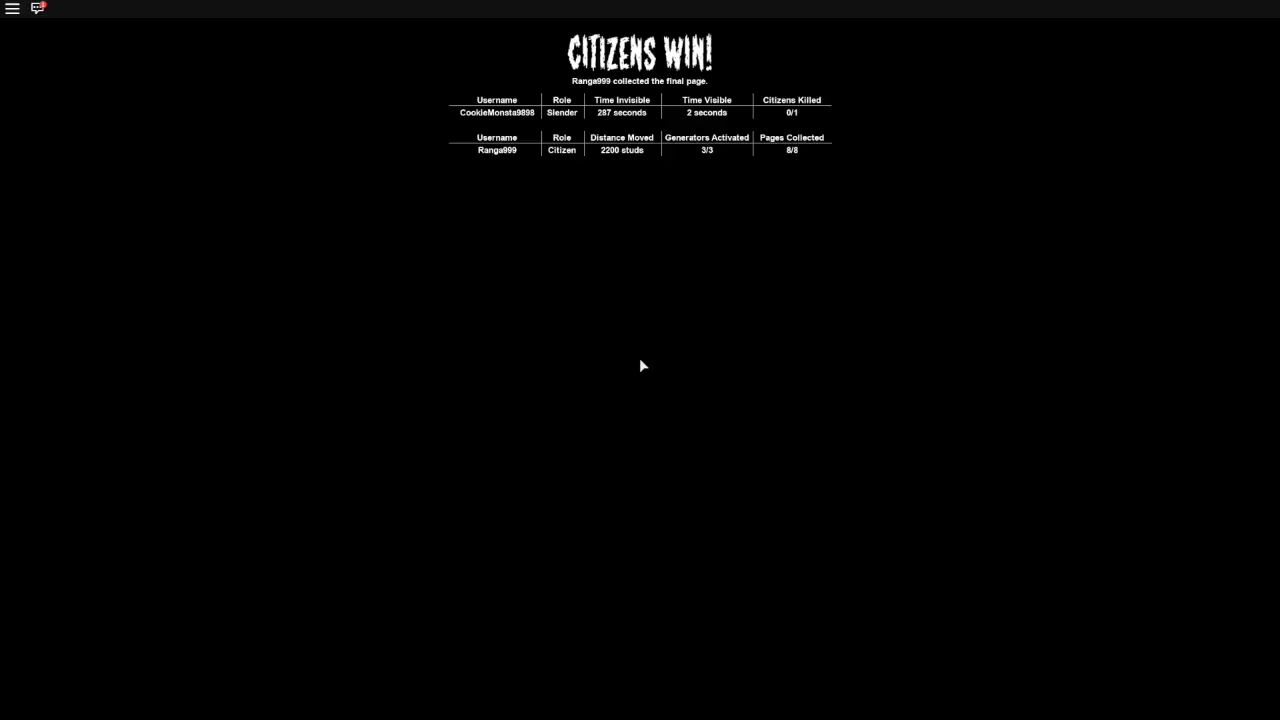 CITIZENS WIN!
Ranga999 collected the final page.
Username Role Time Invisible Time Visible Citizens Killed
CookieMonsta9898 Slender 287 seconds 2 seconds 0/1
Username Role Distance Moved Generators Activated Pages Collected
Ranga999 Citizen 2200 studs 3/3 8/8